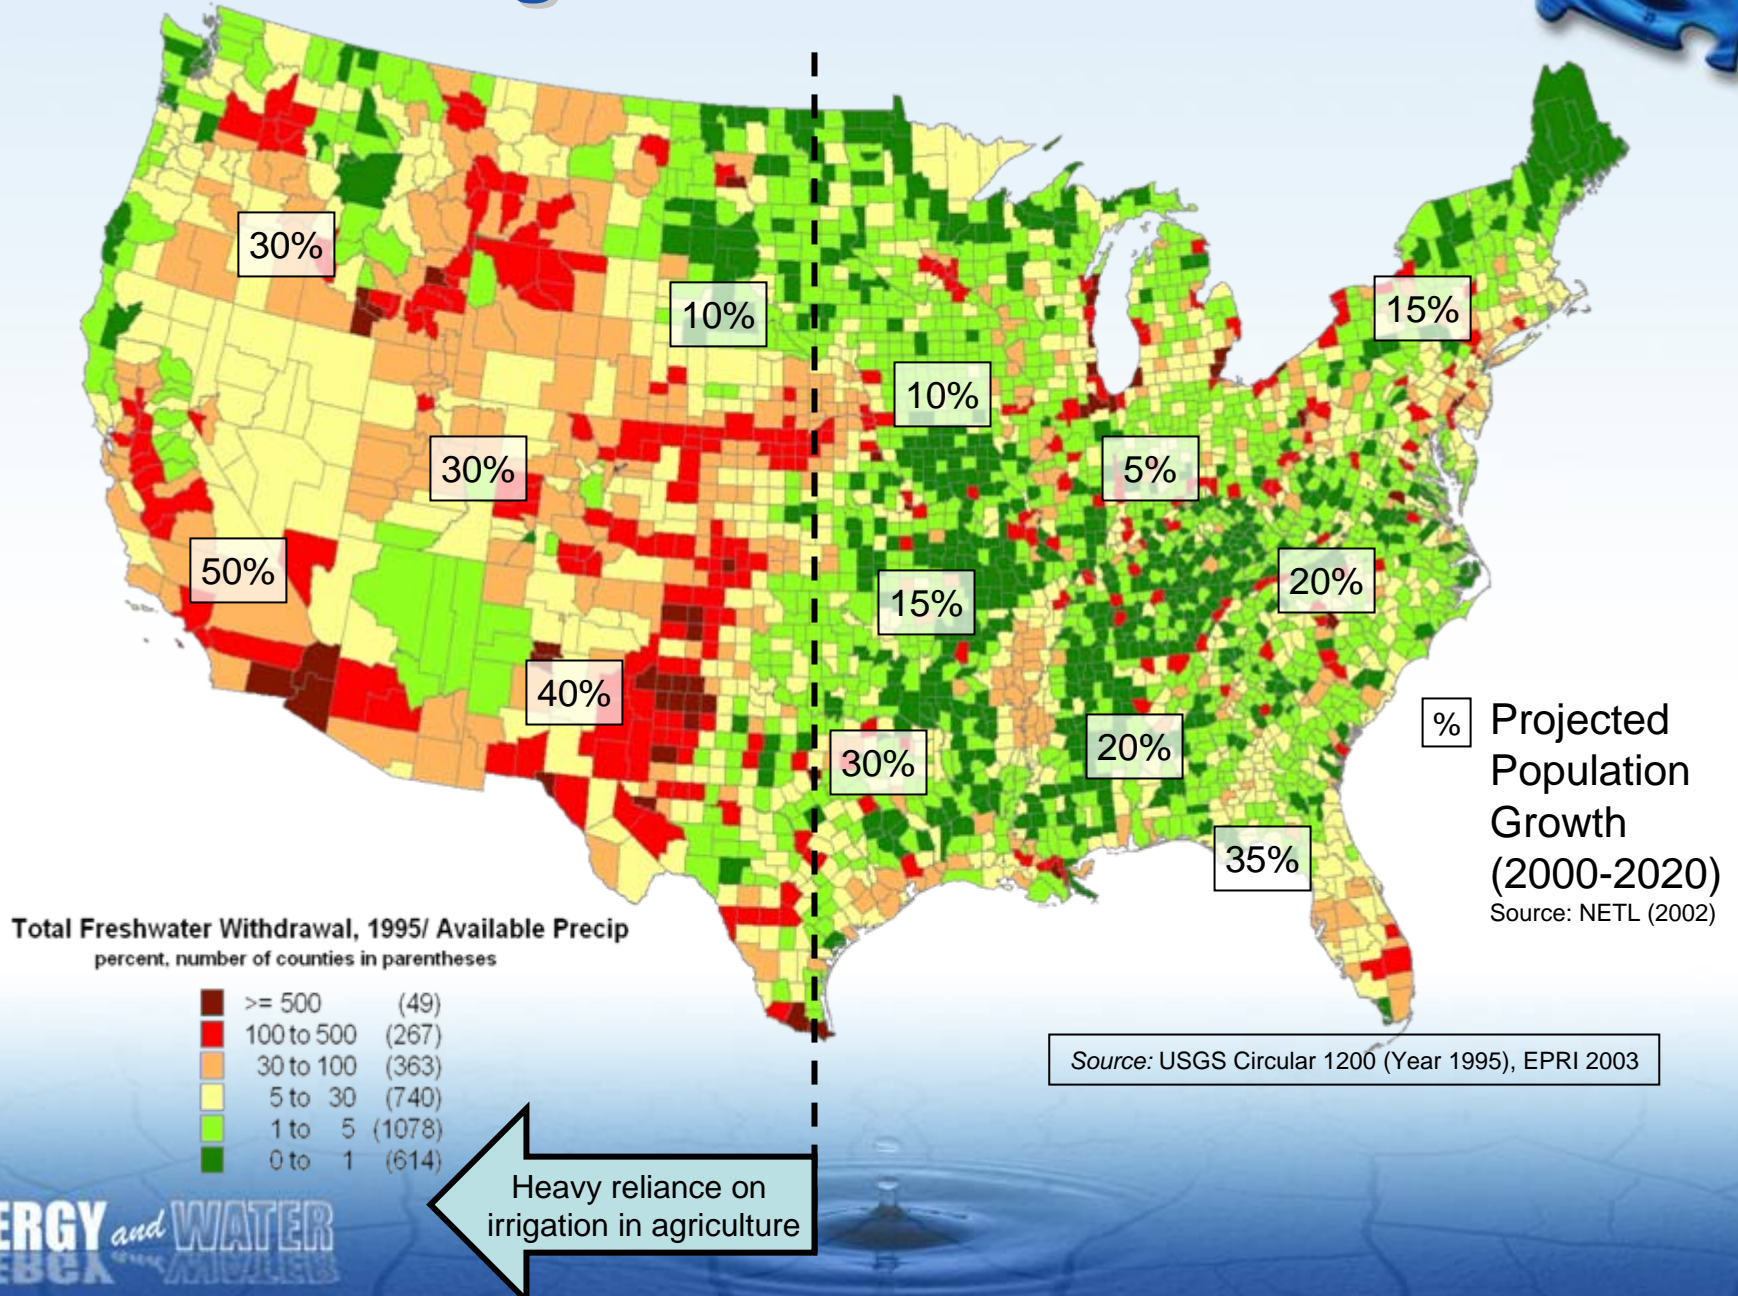 30%
10%
15%
10%
30%
5%
50%
15%
20%
40%
30%
20%
35%
% Projected
Population
Growth
(2000-2020)
Source: NETL (2002)
Total Freshwater Withdrawal, 1995/ Available Precip
percent, number of counties in parentheses
>= 500 (49)
100 to 500 (267)
30 to 100 (363)
5 to 30 (740)
1 to 5 (1078)
0 to 1 (614)
Source: USGS Circular 1200 (Year 1995), EPRI 2003
Heavy reliance on
irrigation in agriculture
ERGY and WATER